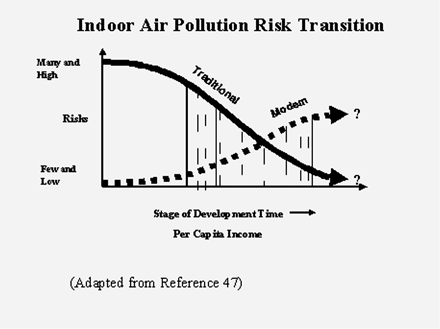 Indoor Air Pollution Risk Transition
Many and
High
Traditional
Modern
?
Risks
Few and
Low
?
Stage of Development Time
Per Capita Income
(Adapted from Reference 47)